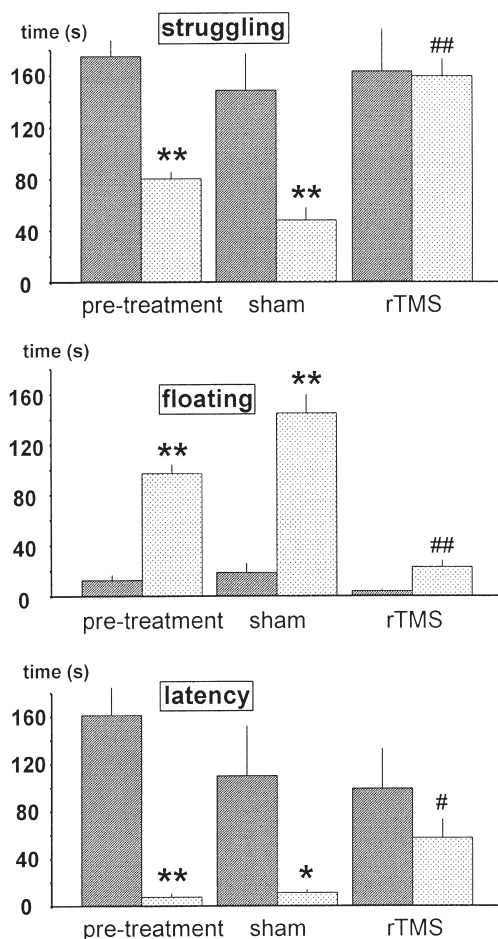 time (s)
struggling
160
120
80
40
0
**
**
##
pre-treatment sham rTMS
time (s)
floating
160
120
80
40
0
**
**
##
pre-treatment sham rTMS
time (s)
latency
160
120
80
40
0
**
*
#
pre-treatment sham rTMS